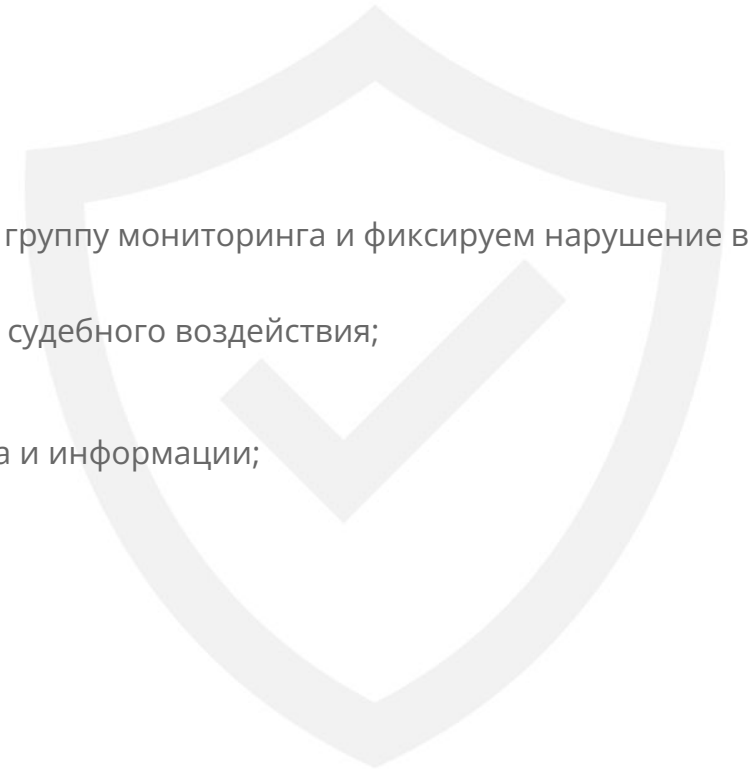 группу мониторинга и фиксируем нарушение в
судебного воздействия;
а и информации;